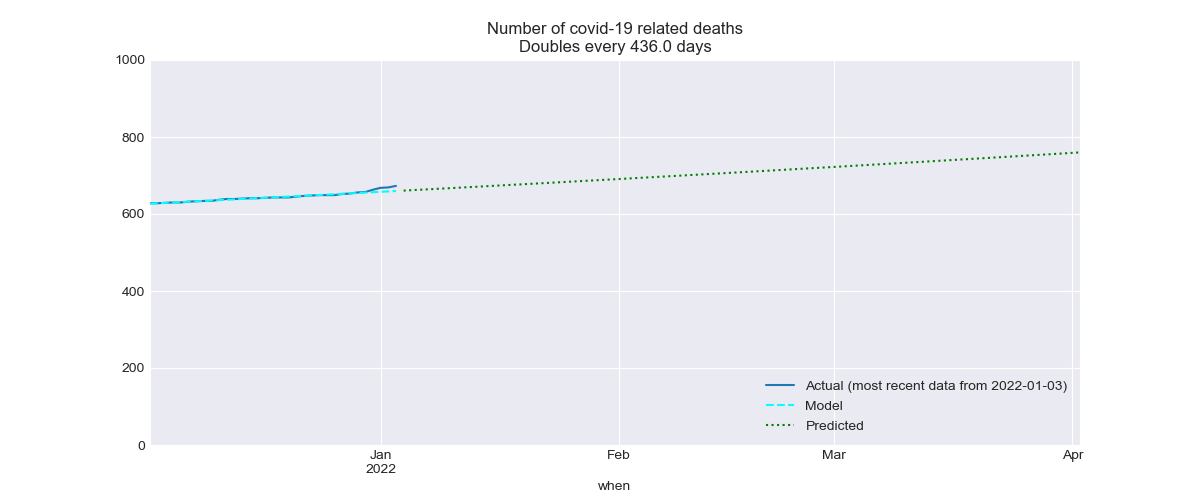 Number of covid-19 related deaths
Doubles every 436.0 days
1000
800
600
400
200
0
Actual (most recent data from 2022-01-03)
Model
Predicted
Jan Feb Mar Apr
2022
when